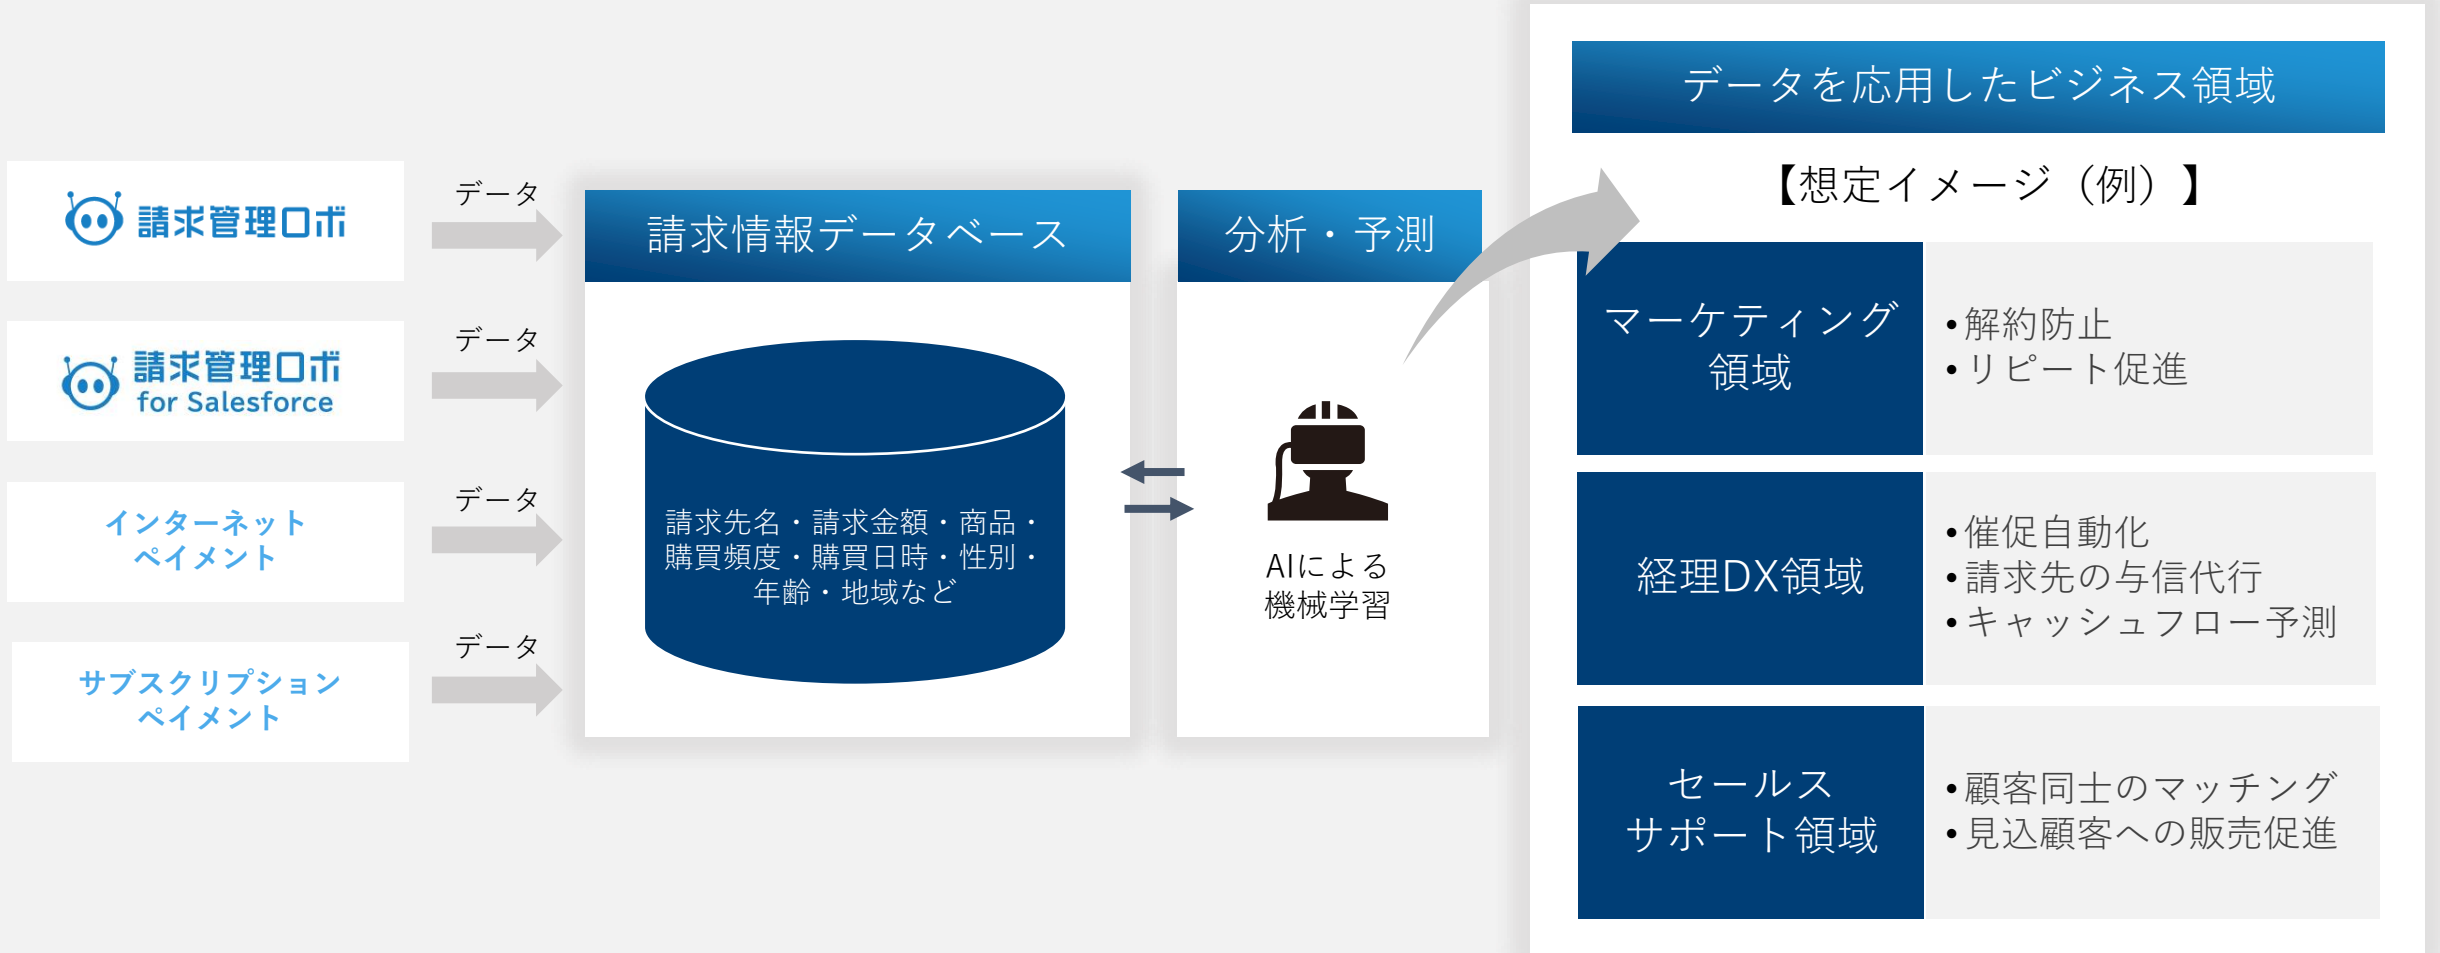 請求管理ロボ
請求管理ロボ
for Salesforce
インターネット
ペイメント
サブスクリプション
ペイメント
データ
データ
データ
データ
請求情報データベース
請求先名・請求金額・商品・
購買頻度・購買日時・性別・
年齢・地域など
分析・予測
AIによる
機械学習
データを応用したビジネス領域
【想定イメージ（例）】
マーケティング
領域
•解約防止
•リピート促進
経理DX領域
•催促自動化
•請求先の与信代行
•キャッシュフロー予測
セールス
サポート領域
•顧客同士のマッチング
•見込顧客への販売促進